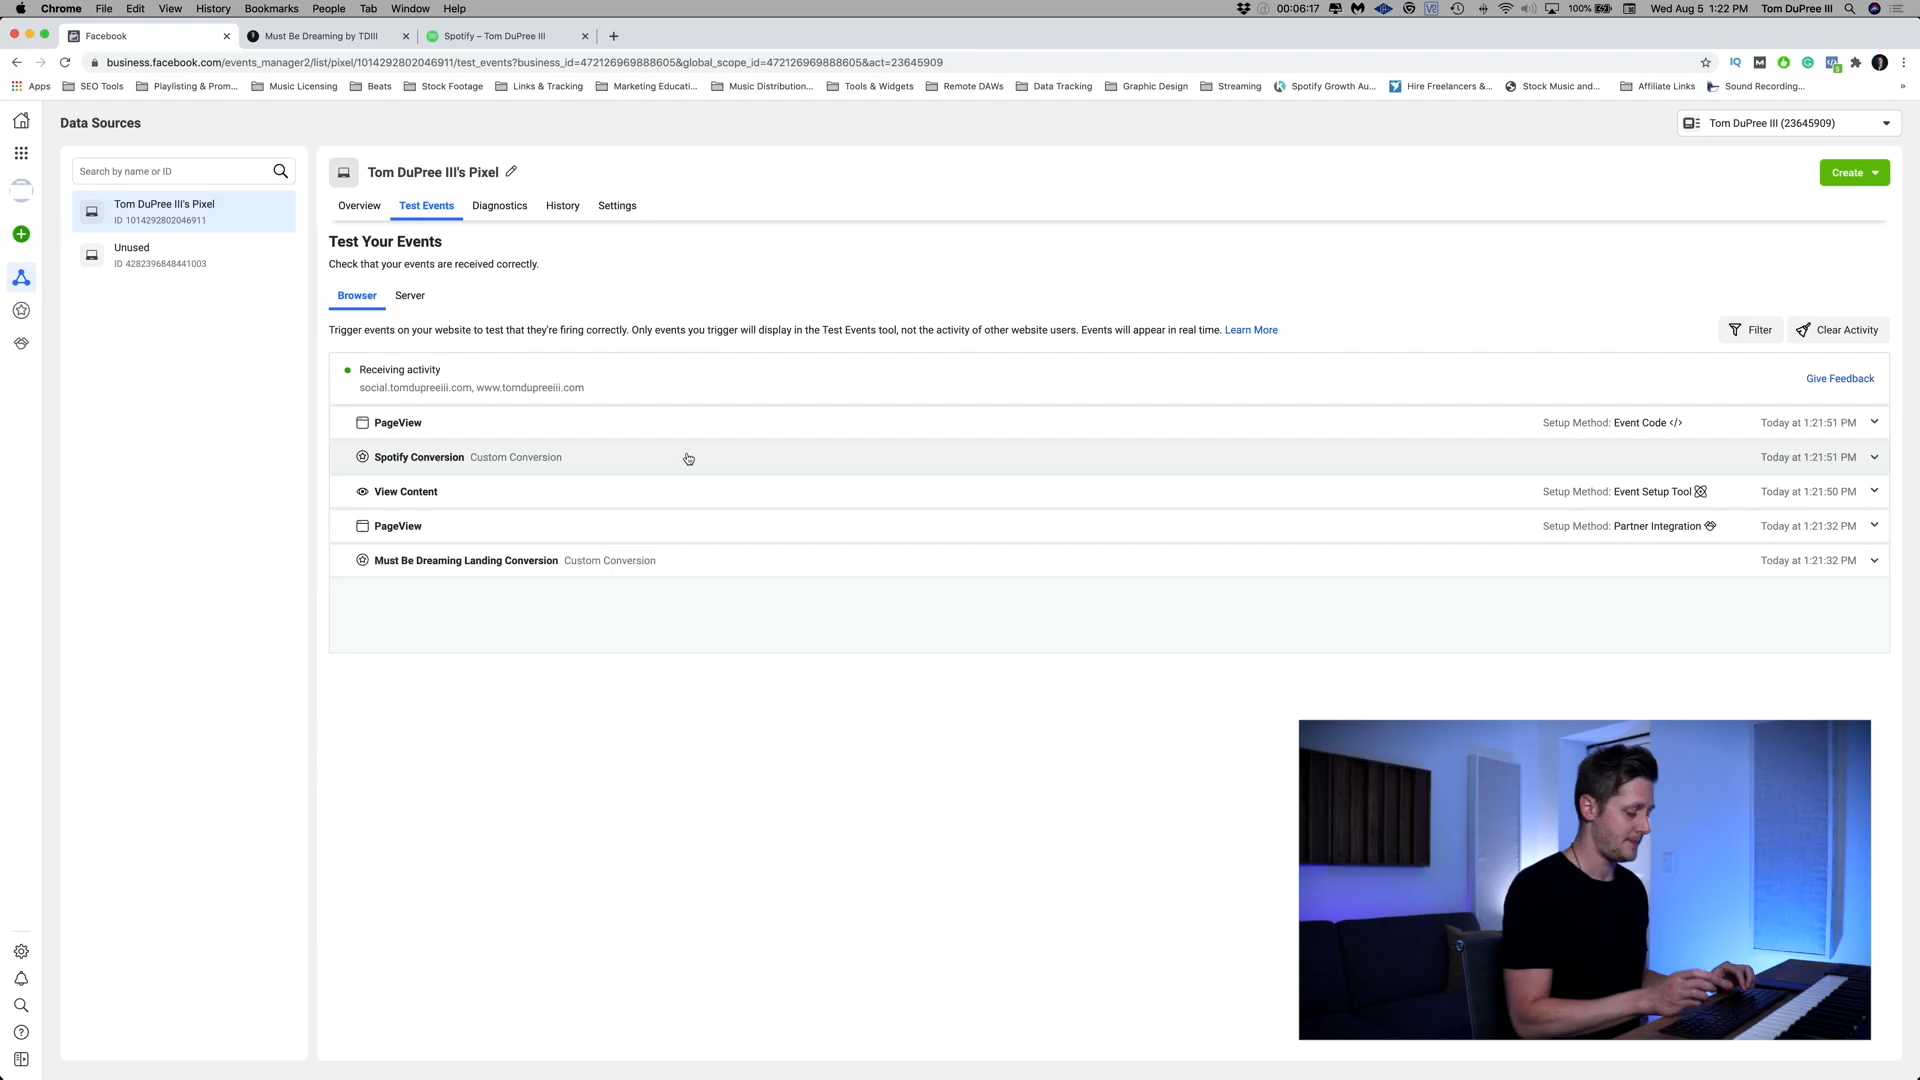 Chrome File Edit View History Bookmarks People Tab Window Help 00:06:17 100% Wed Aug 5 1:22 PM Tom DuPree III
Facebook Must Be Dreaming by TDIII Spotify – Tom DuPree III
business.facebook.com/events_manager2/list/pixel/1014292802046911/test_events?business_id=472126969888605&global_scope_id=472126969888605&act=23645909
Apps SEO Tools Playlisting & Prom... Music Licensing Beats Stock Footage Links & Tracking Marketing Educati... Music Distribution... Tools & Widgets Remote DAWs Data Tracking Graphic Design Streaming Spotify Growth Au... Hire Freelancers &... Stock Music and... Affiliate Links Sound Recording... »
Data Sources
Tom DuPree III (23645909)
Search by name or ID
Tom DuPree III's Pixel
ID 1014292802046911
Unused
ID 4282396848441003
Tom DuPree III's Pixel
Create
Overview Test Events Diagnostics History Settings
Test Your Events
Check that your events are received correctly.
Browser Server
Trigger events on your website to test that they're firing correctly. Only events you trigger will display in the Test Events tool, not the activity of other website users. Events will appear in real time. Learn More
Filter Clear Activity
Receiving activity
social.tomdupreeiii.com, www.tomdupreeiii.com
Give Feedback
PageView Setup Method: Event Code </> Today at 1:21:51 PM
Spotify Conversion Custom Conversion Today at 1:21:51 PM
View Content Setup Method: Event Setup Tool Today at 1:21:50 PM
PageView Setup Method: Partner Integration Today at 1:21:32 PM
Must Be Dreaming Landing Conversion Custom Conversion Today at 1:21:32 PM